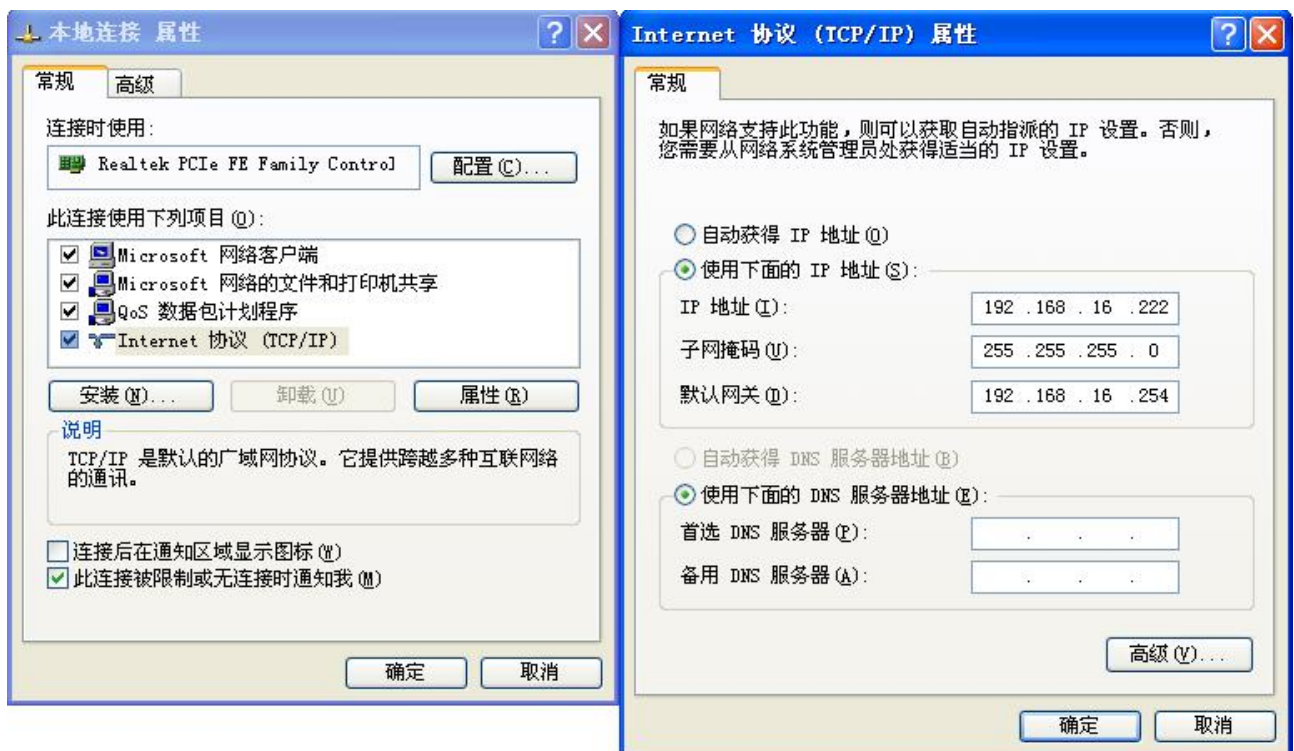 本地连接 属性
常规
高级
连接时使用:
Realtek PCIe FE Family Control
配置(C)...
此连接使用下列项目(O):
Microsoft 网络客户端
Microsoft 网络的文件和打印机共享
QoS 数据包计划程序
Internet 协议 (TCP/IP)
安装(N)...
卸载(U)
属性(R)
说明
TCP/IP 是默认的广域网协议。它提供跨越多种互联网络
的通讯。
连接后在通知区域显示图标(W)
此连接被限制或无连接时通知我(M)
确定
取消
Internet 协议 (TCP/IP) 属性
常规
如果网络支持此功能,则可以获取自动指派的 IP 设置。否则,
您需要从网络系统管理员处获得适当的 IP 设置。
自动获得 IP 地址(O)
使用下面的 IP 地址(S):
IP 地址(I):
192 .168 . 16 .222
子网掩码(U):
255 .255 .255 . 0
默认网关(D):
192 .168 . 16 .254
自动获得 DNS 服务器地址(B)
使用下面的 DNS 服务器地址(E):
首选 DNS 服务器(P):
. . .
备用 DNS 服务器(A):
. . .
高级(V)...
确定
取消